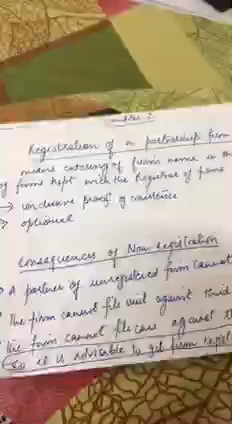 Registration of a partnership firm
means entering of firm's name in the
of firms kept with the Registrar of firms
→ conclusive proof of existence
→ optional
Consequences of Non Registration
A partner of unregistered firm cannot
The firm cannot file suit against third
The firm cannot file case against
So it is advisable to get firm